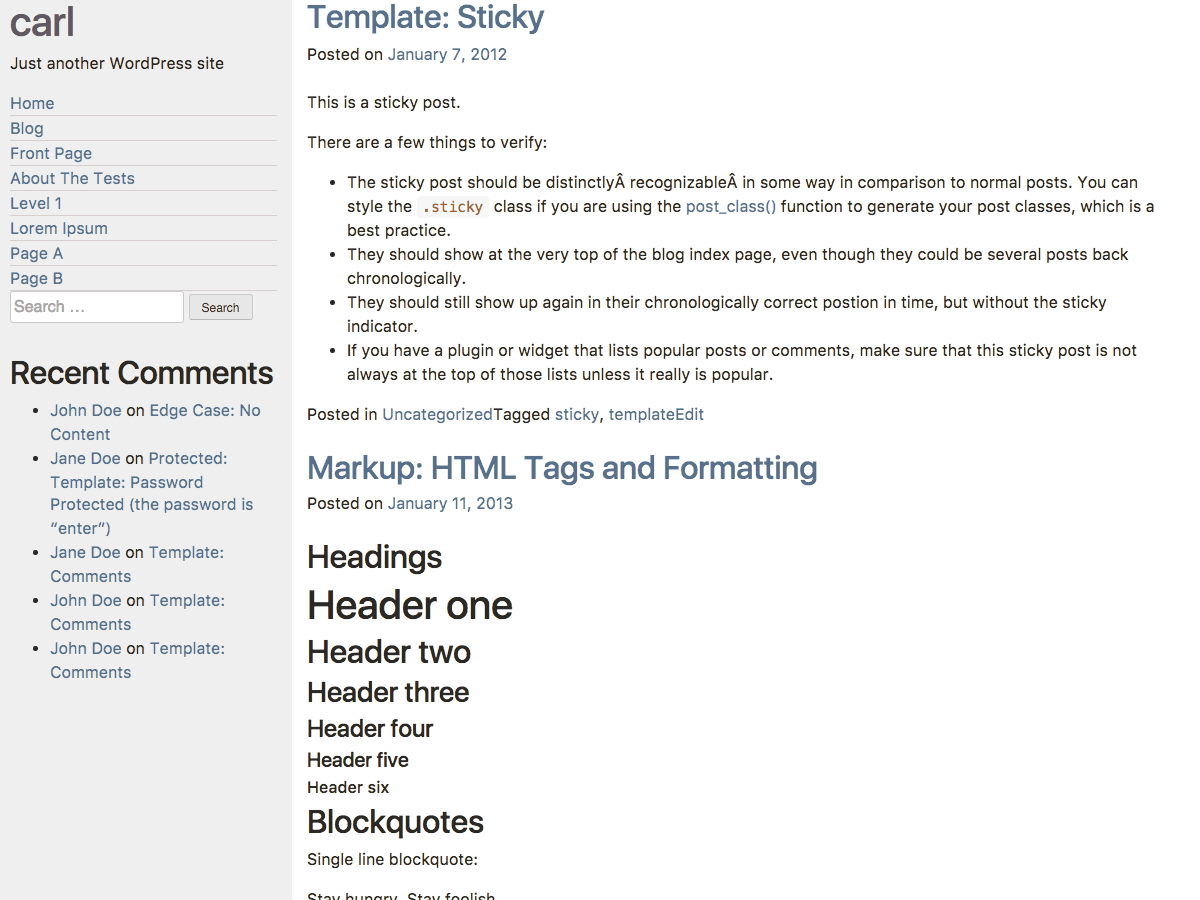 carl
Just another WordPress site
Home
Blog
Front Page
About The Tests
Level 1
Lorem Ipsum
Page A
Page B
Search …
Search
Recent Comments
John Doe on Edge Case: No
Content
Jane Doe on Protected:
Template: Password
Protected (the password is
“enter”)
Jane Doe on Template:
Comments
John Doe on Template:
Comments
John Doe on Template:
Comments
Template: Sticky
Posted on January 7, 2012
This is a sticky post.
There are a few things to verify:
The sticky post should be distinctlyÂ recognizableÂ in some way in comparison to normal posts. You can
style the .sticky class if you are using the post_class() function to generate your post classes, which is a
best practice.
They should show at the very top of the blog index page, even though they could be several posts back
chronologically.
They should still show up again in their chronologically correct postion in time, but without the sticky
indicator.
If you have a plugin or widget that lists popular posts or comments, make sure that this sticky post is not
always at the top of those lists unless it really is popular.
Posted in UncategorizedTagged sticky, templateEdit
Markup: HTML Tags and Formatting
Posted on January 11, 2013
Headings
Header one
Header two
Header three
Header four
Header five
Header six
Blockquotes
Single line blockquote:
Stay hungry. Stay foolish.